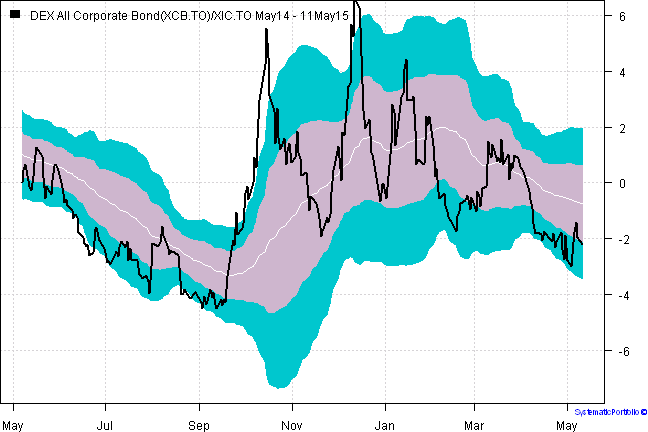 DEX All Corporate Bond(XCB.TO)/XIC.TO May14 - 11May15
6
4
2
0
-2
-4
-6
May Jul Sep Nov Jan Mar May
SystematicPortfolio ©